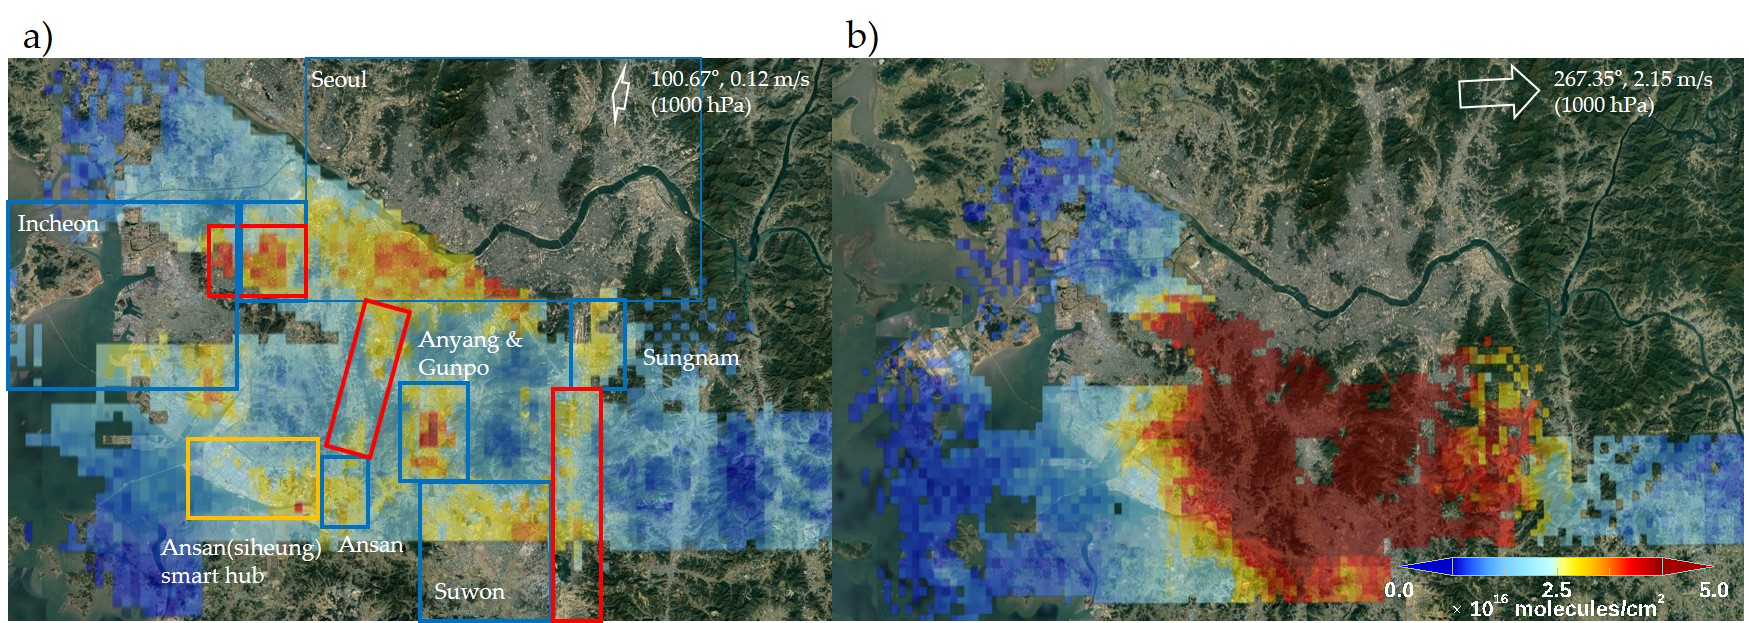 a)
Seoul
100.67°, 0.12 m/s
(1000 hPa)
Incheon
Anyang &
Gunpo
Sungnam
Ansan(siheung)
smart hub
Ansan
Suwon
b)
267.35°, 2.15 m/s
(1000 hPa)
0.0 2.5 5.0
× 10¹⁶ molecules/cm²